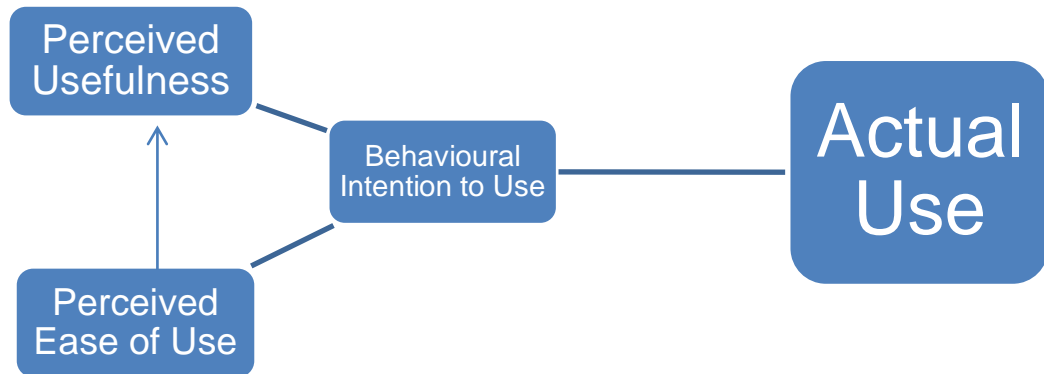 Perceived
Usefulness
Behavioural
Intention to Use
Actual
Use
Perceived
Ease of Use